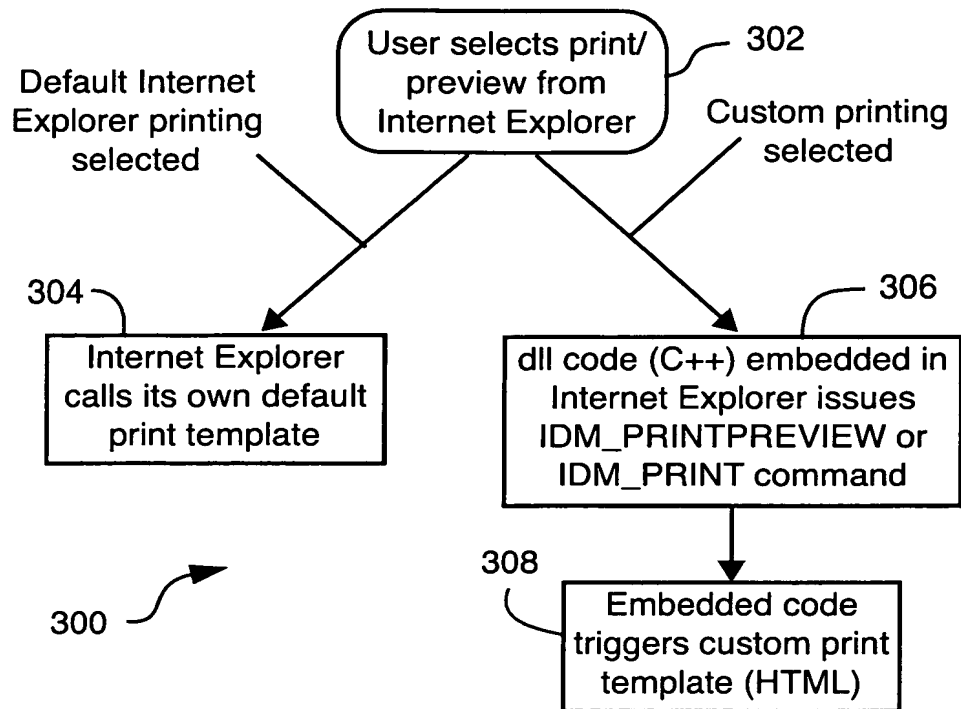 User selects print/
preview from
Internet Explorer
302
Default Internet
Explorer printing
selected
Custom printing
selected
304
Internet Explorer
calls its own default
print template
306
dll code (C++) embedded in
Internet Explorer issues
IDM_PRINTPREVIEW or
IDM_PRINT command
300
308
Embedded code
triggers custom print
template (HTML)